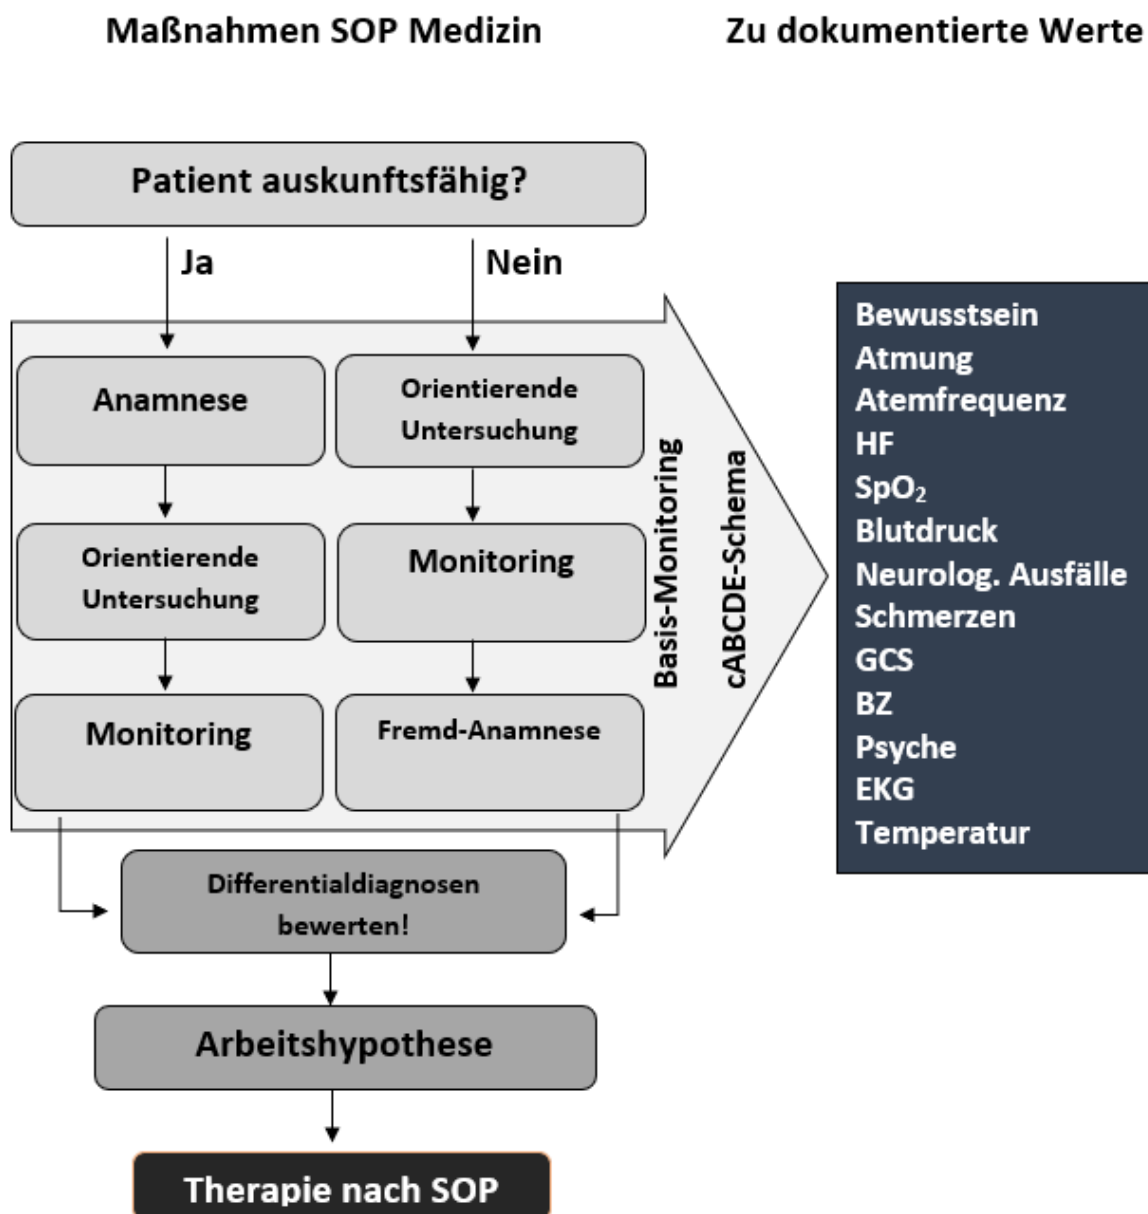 Maßnahmen SOP Medizin
Zu dokumentierte Werte
Patient auskunftsfähig?
Ja
Nein
Anamnese
Orientierende
Untersuchung
Monitoring
Orientierende
Untersuchung
Monitoring
Fremd-Anamnese
Basis-Monitoring
cABCDE-Schema
Bewusstsein
Atmung
Atemfrequenz
HF
SpO₂
Blutdruck
Neurolog. Ausfälle
Schmerzen
GCS
BZ
Psyche
EKG
Temperatur
Differentialdiagnosen
bewerten!
Arbeitshypothese
Therapie nach SOP